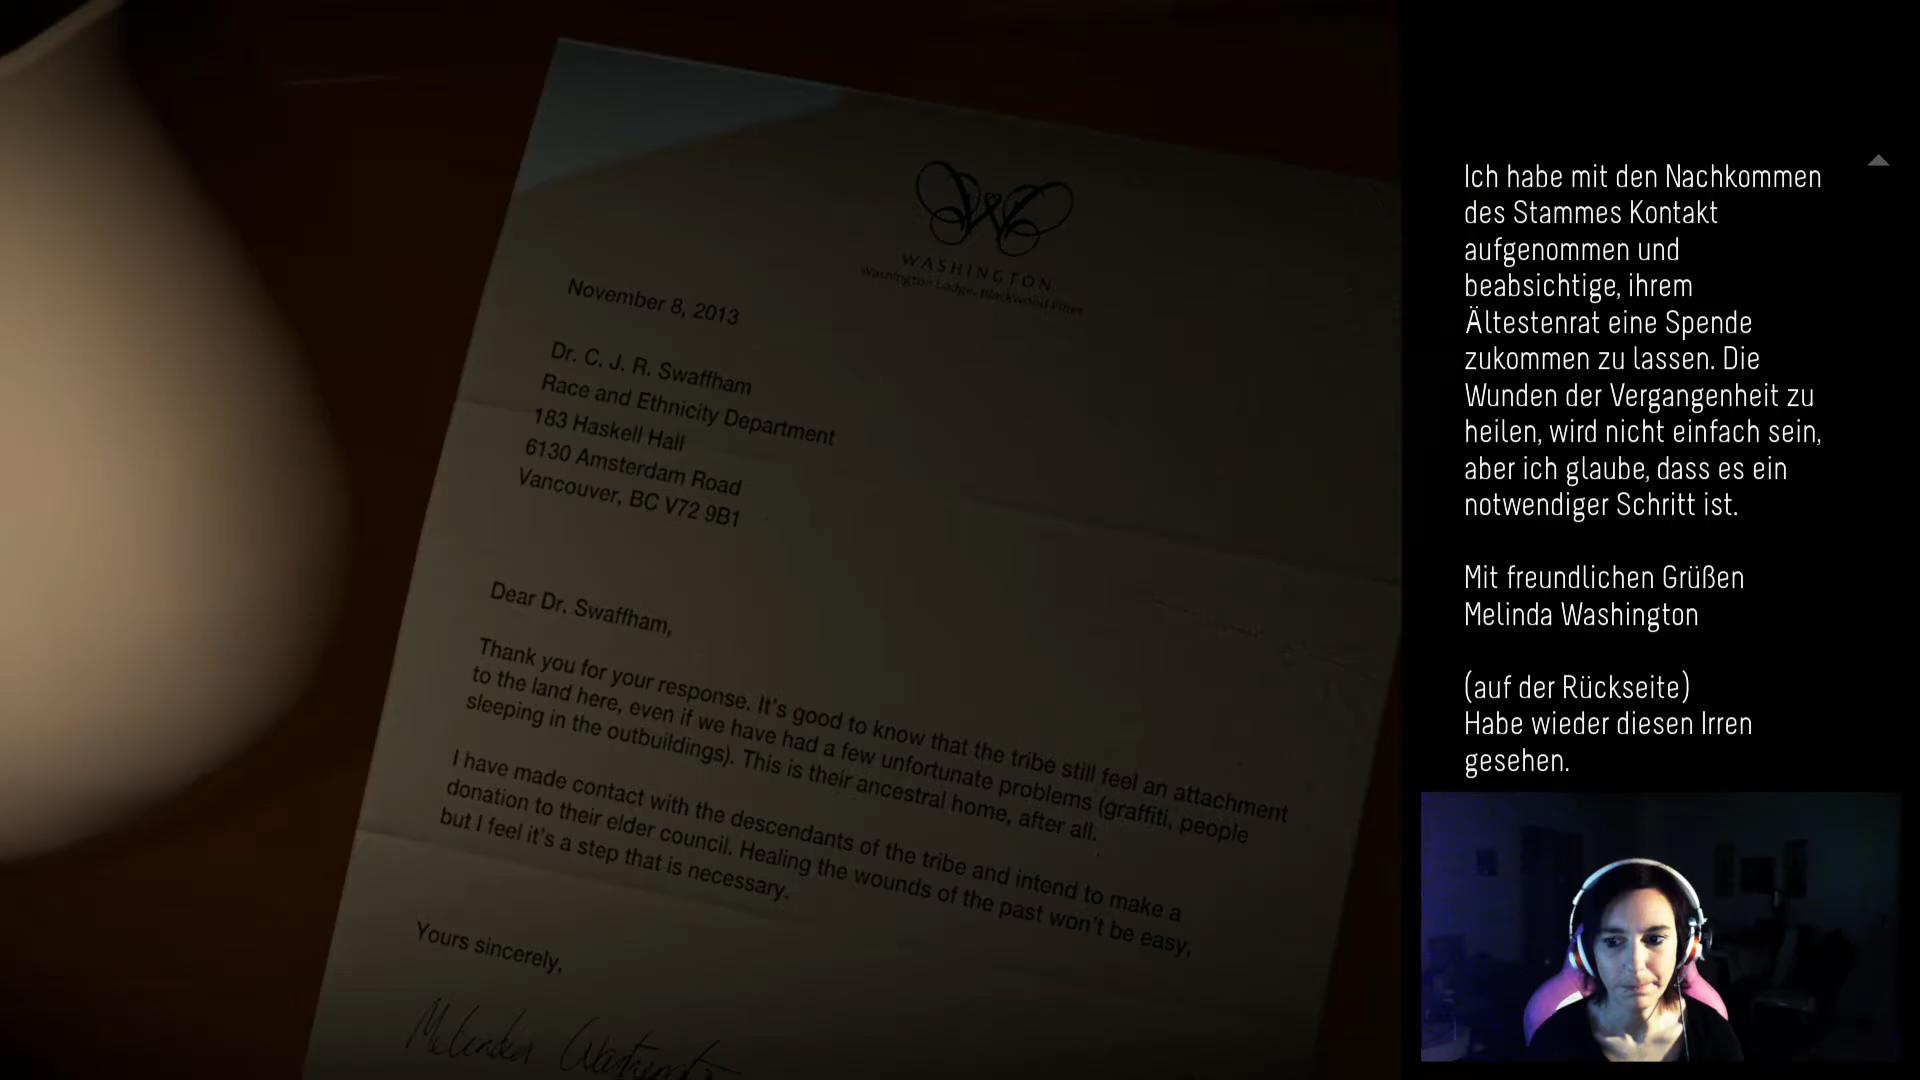 WASHINGTON
Washington Lodge, Blackwood Pines
November 8, 2013
Dr. C. J. R. Swaffham
Race and Ethnicity Department
183 Haskell Hall
6130 Amsterdam Road
Vancouver, BC V72 9B1
Dear Dr. Swaffham,
Thank you for your response. It's good to know that the tribe still feel an attachment
to the land here, even if we have had a few unfortunate problems (graffiti, people
sleeping in the outbuildings). This is their ancestral home, after all.
I have made contact with the descendants of the tribe and intend to make a
donation to their elder council. Healing the wounds of the past won't be easy,
but I feel it's a step that is necessary.
Yours sincerely,
Melinda Washington
Ich habe mit den Nachkommen
des Stammes Kontakt
aufgenommen und
beabsichtige, ihrem
Ältestenrat eine Spende
zukommen zu lassen. Die
Wunden der Vergangenheit zu
heilen, wird nicht einfach sein,
aber ich glaube, dass es ein
notwendiger Schritt ist.
Mit freundlichen Grüßen
Melinda Washington
(auf der Rückseite)
Habe wieder diesen Irren
gesehen.